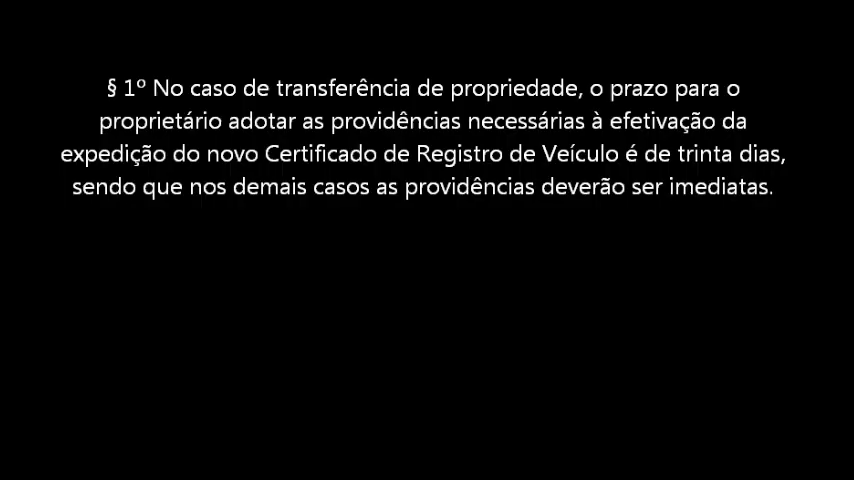 § 1º No caso de transferência de propriedade, o prazo para o
proprietário adotar as providências necessárias à efetivação da
expedição do novo Certificado de Registro de Veículo é de trinta dias,
sendo que nos demais casos as providências deverão ser imediatas.